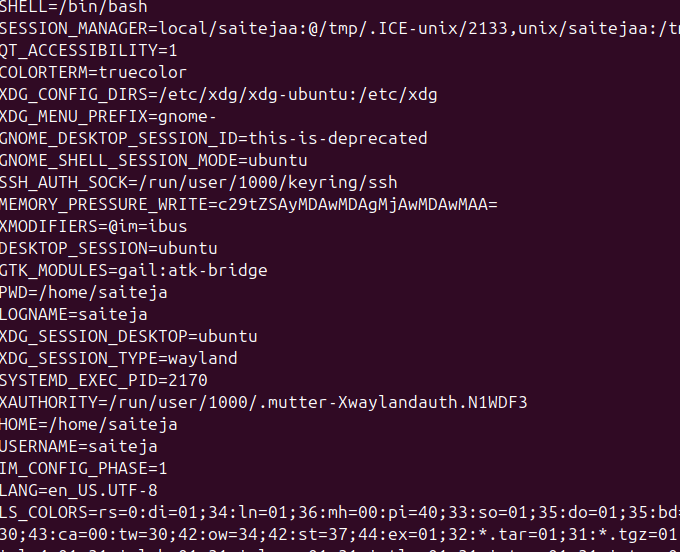 SHELL=/bin/bash
SESSION_MANAGER=local/saitejaa:@/tmp/.ICE-unix/2133,unix/saitejaa:/tm
QT_ACCESSIBILITY=1
COLORTERM=truecolor
XDG_CONFIG_DIRS=/etc/xdg/xdg-ubuntu:/etc/xdg
XDG_MENU_PREFIX=gnome-
GNOME_DESKTOP_SESSION_ID=this-is-deprecated
GNOME_SHELL_SESSION_MODE=ubuntu
SSH_AUTH_SOCK=/run/user/1000/keyring/ssh
MEMORY_PRESSURE_WRITE=c29tZSAyMDAwMDAgMjAwMDAwMAA=
XMODIFIERS=@im=ibus
DESKTOP_SESSION=ubuntu
GTK_MODULES=gail:atk-bridge
PWD=/home/saiteja
LOGNAME=saiteja
XDG_SESSION_DESKTOP=ubuntu
XDG_SESSION_TYPE=wayland
SYSTEMD_EXEC_PID=2170
XAUTHORITY=/run/user/1000/.mutter-Xwaylandauth.N1WDF3
HOME=/home/saiteja
USERNAME=saiteja
IM_CONFIG_PHASE=1
LANG=en_US.UTF-8
LS_COLORS=rs=0:di=01;34:ln=01;36:mh=00:pi=40;33:so=01;35:do=01;35:bd=
30;43:ca=00:tw=30;42:ow=34;42:st=37;44:ex=01;32:*.tar=01;31:*.tgz=01